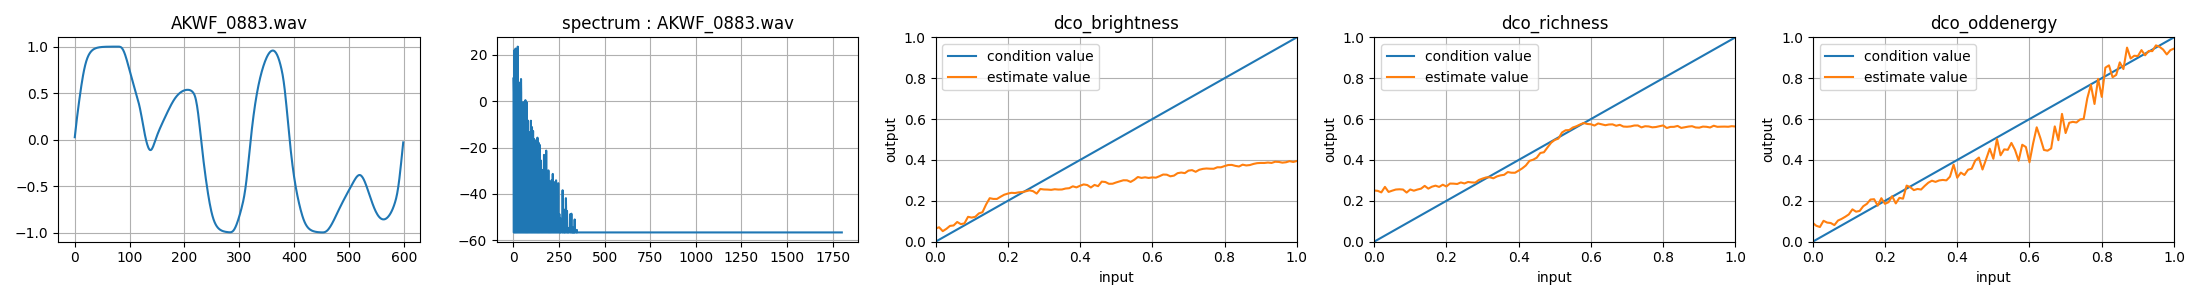 AKWF_0883.wav
1.0
0.5
0.0
−0.5
−1.0
0 100 200 300 400 500 600
spectrum : AKWF_0883.wav
20
0
−20
−40
−60
0 250 500 750 1000 1250 1500 1750
dco_brightness
condition value
estimate value
output
1.0
0.8
0.6
0.4
0.2
0.0
0.0 0.2 0.4 0.6 0.8 1.0
input
dco_richness
condition value
estimate value
output
1.0
0.8
0.6
0.4
0.2
0.0
0.0 0.2 0.4 0.6 0.8 1.0
input
dco_oddenergy
condition value
estimate value
output
1.0
0.8
0.6
0.4
0.2
0.0
0.0 0.2 0.4 0.6 0.8 1.0
input